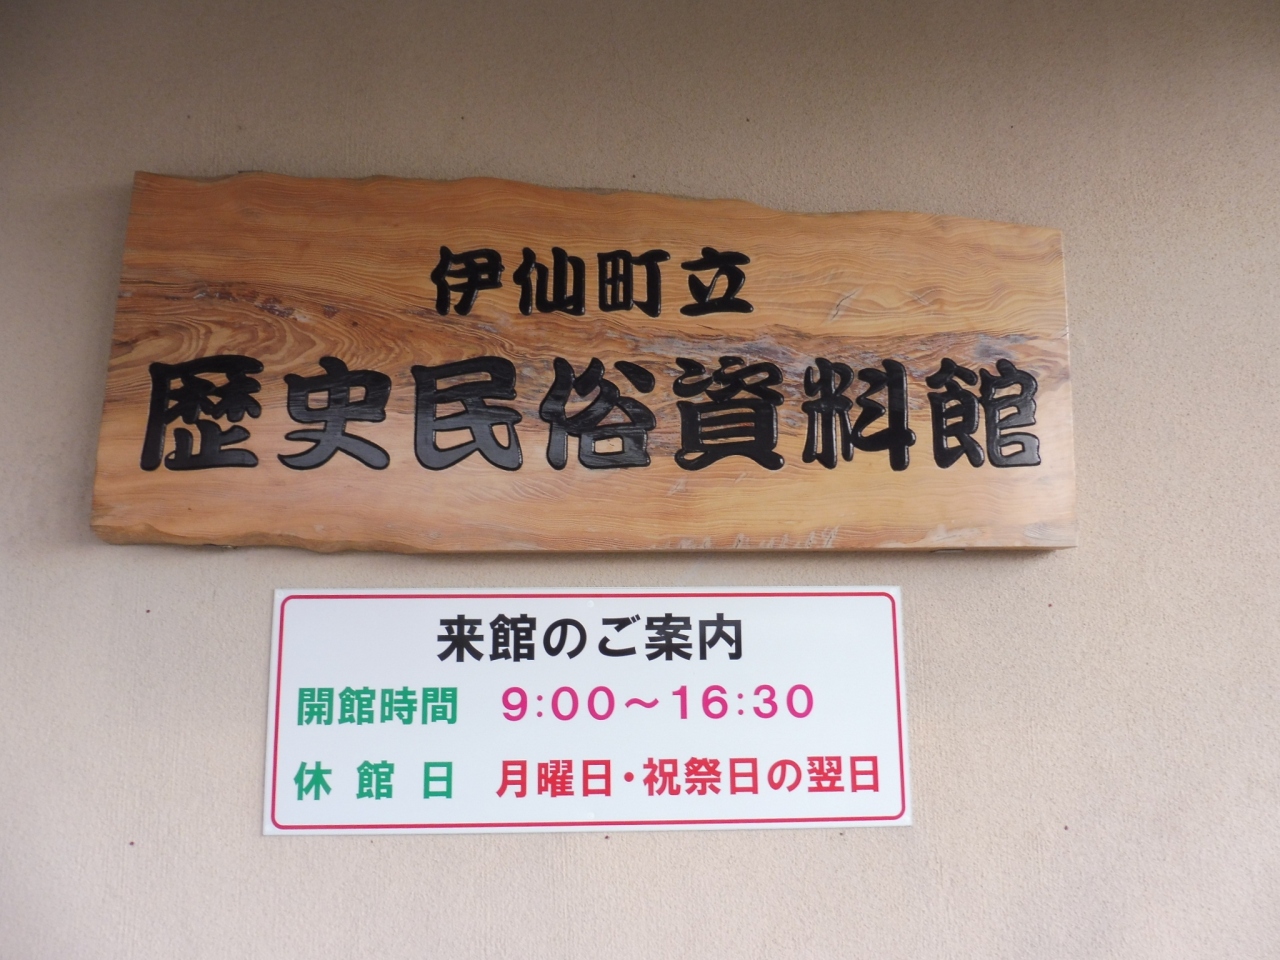 伊仙町立
歴史民俗資料館
来館のご案内
開館時間　9:00～16:30
休館日　月曜日・祝祭日の翌日